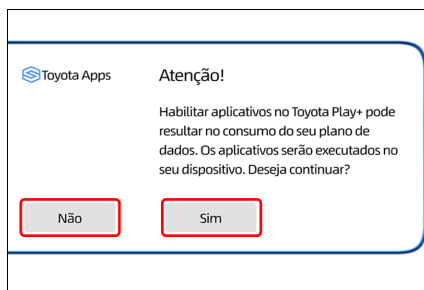 Toyota Apps
Atenção!
Habilitar aplicativos no Toyota Play+ pode
resultar no consumo do seu plano de
dados. Os aplicativos serão executados no
seu dispositivo. Deseja continuar?
Não
Sim